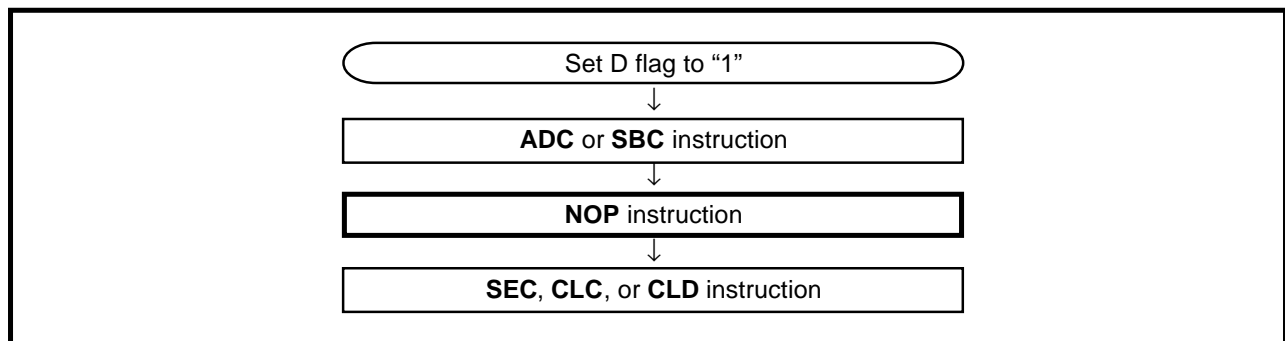 Set D flag to “1”
↓
ADC or SBC instruction
↓
NOP instruction
↓
SEC, CLC, or CLD instruction